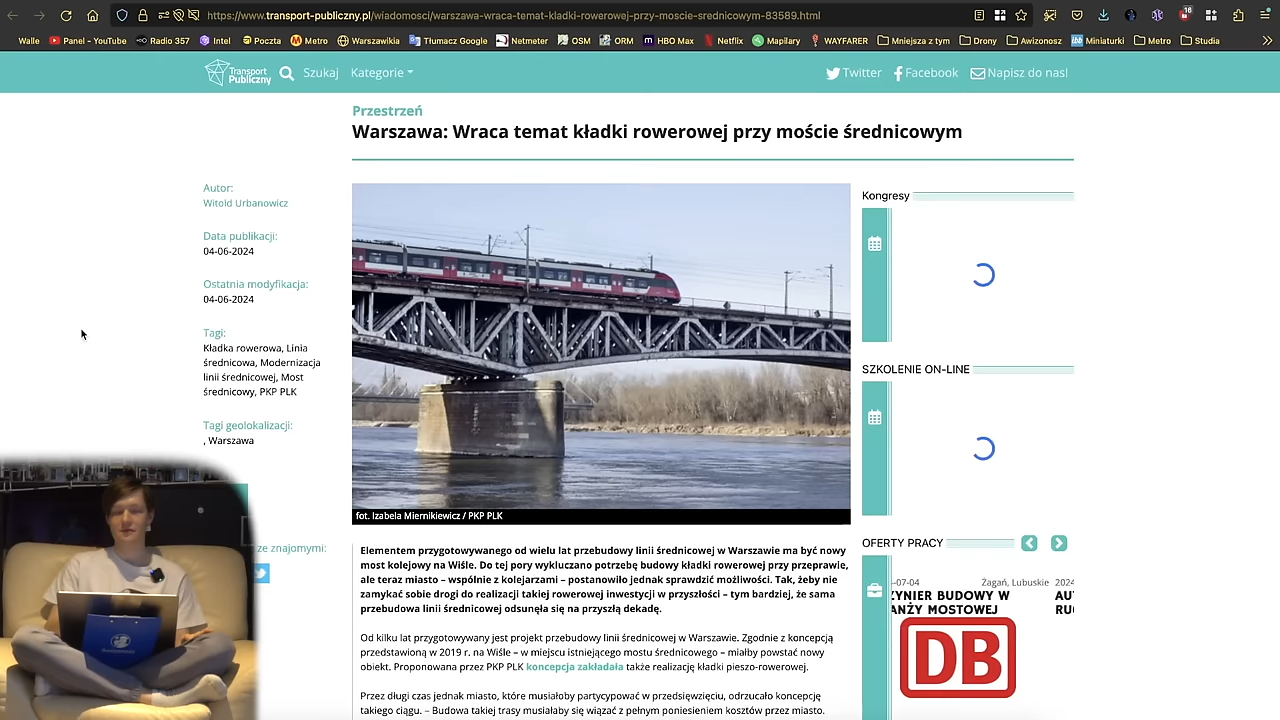 https://www.transport-publiczny.pl/wiadomosci/warszawa-wraca-temat-kladki-rowerowej-przy-moscie-srednicowym-83589.html
18
Walle Panel - YouTube Radio 357 Intel Poczta Metro Warszawikia Tłumacz Google Netmeter OSM ORM HBO Max Netflix Mapilary WAYFARER Mniejsza z tym Drony Awizonosz Miniaturki Metro Studia
Transport Publiczny Szukaj Kategorie Twitter Facebook Napisz do nas!
Przestrzeń
Warszawa: Wraca temat kładki rowerowej przy moście średnicowym
Autor:
Witold Urbanowicz
Data publikacji:
04-06-2024
Ostatnia modyfikacja:
04-06-2024
Tagi:
Kładka rowerowa, Linia
średnicowa, Modernizacja
linii średnicowej, Most
średnicowy, PKP PLK
Tagi geolokalizacji:
, Warszawa
ze znajomymi:
fot. Izabela Miernikiewicz / PKP PLK
Elementem przygotowywanego od wielu lat przebudowy linii średnicowej w Warszawie ma być nowy
most kolejowy na Wiśle. Do tej pory wykluczano potrzebę budowy kładki rowerowej przy przeprawie,
ale teraz miasto – wspólnie z kolejarzami – postanowiło jednak sprawdzić możliwości. Tak, żeby nie
zamykać sobie drogi do realizacji takiej rowerowej inwestycji w przyszłości – tym bardziej, że sama
przebudowa linii średnicowej odsunęła się na przyszłą dekadę.
Od kilku lat przygotowywany jest projekt przebudowy linii średnicowej w Warszawie. Zgodnie z koncepcją
przedstawioną w 2019 r. na Wiśle – w miejscu istniejącego mostu średnicowego – miałby powstać nowy
obiekt. Proponowana przez PKP PLK koncepcja zakładała także realizację kładki pieszo-rowerowej.
Przez długi czas jednak miasto, które musiałoby partycypować w przedsięwzięciu, odrzucało koncepcję
takiego ciągu. – Budowa takiej trasy musiałaby się wiązać z pełnym poniesieniem kosztów przez miasto.
Kongresy
SZKOLENIE ON-LINE
OFERTY PRACY
-07-04 Żagań, Lubuskie 2024
ŻYNIER BUDOWY W AUT
ANŻY MOSTOWEJ RUC
DB